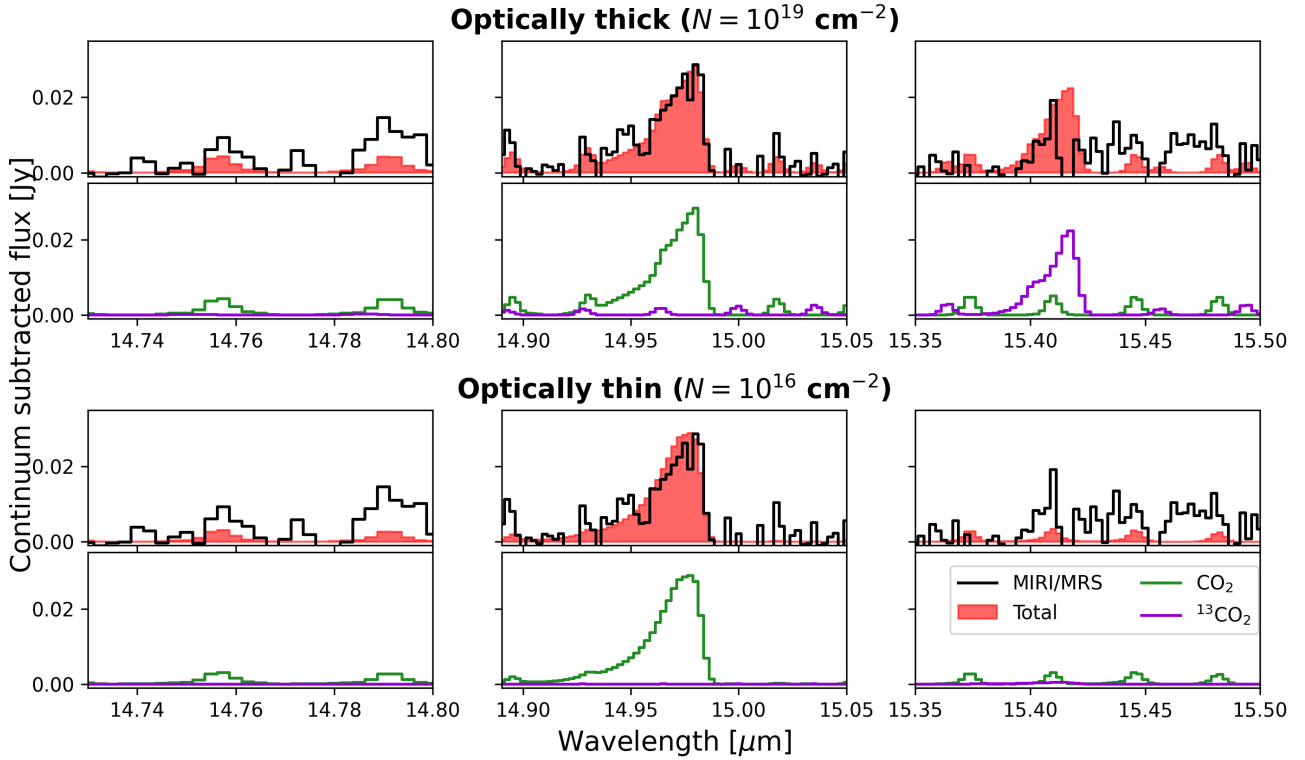 Optically thick (N = 10¹⁹ cm⁻²)
0.02
0.00
0.02
0.00
14.74 14.76 14.78 14.80 14.90 14.95 15.00 15.05 15.35 15.40 15.45 15.50
Continuum subtracted flux [Jy]
Optically thin (N = 10¹⁶ cm⁻²)
0.02
0.00
MIRI/MRS CO₂
Total ¹³CO₂
0.02
0.00
14.74 14.76 14.78 14.80 14.90 14.95 15.00 15.05 15.35 15.40 15.45 15.50
Wavelength [μm]